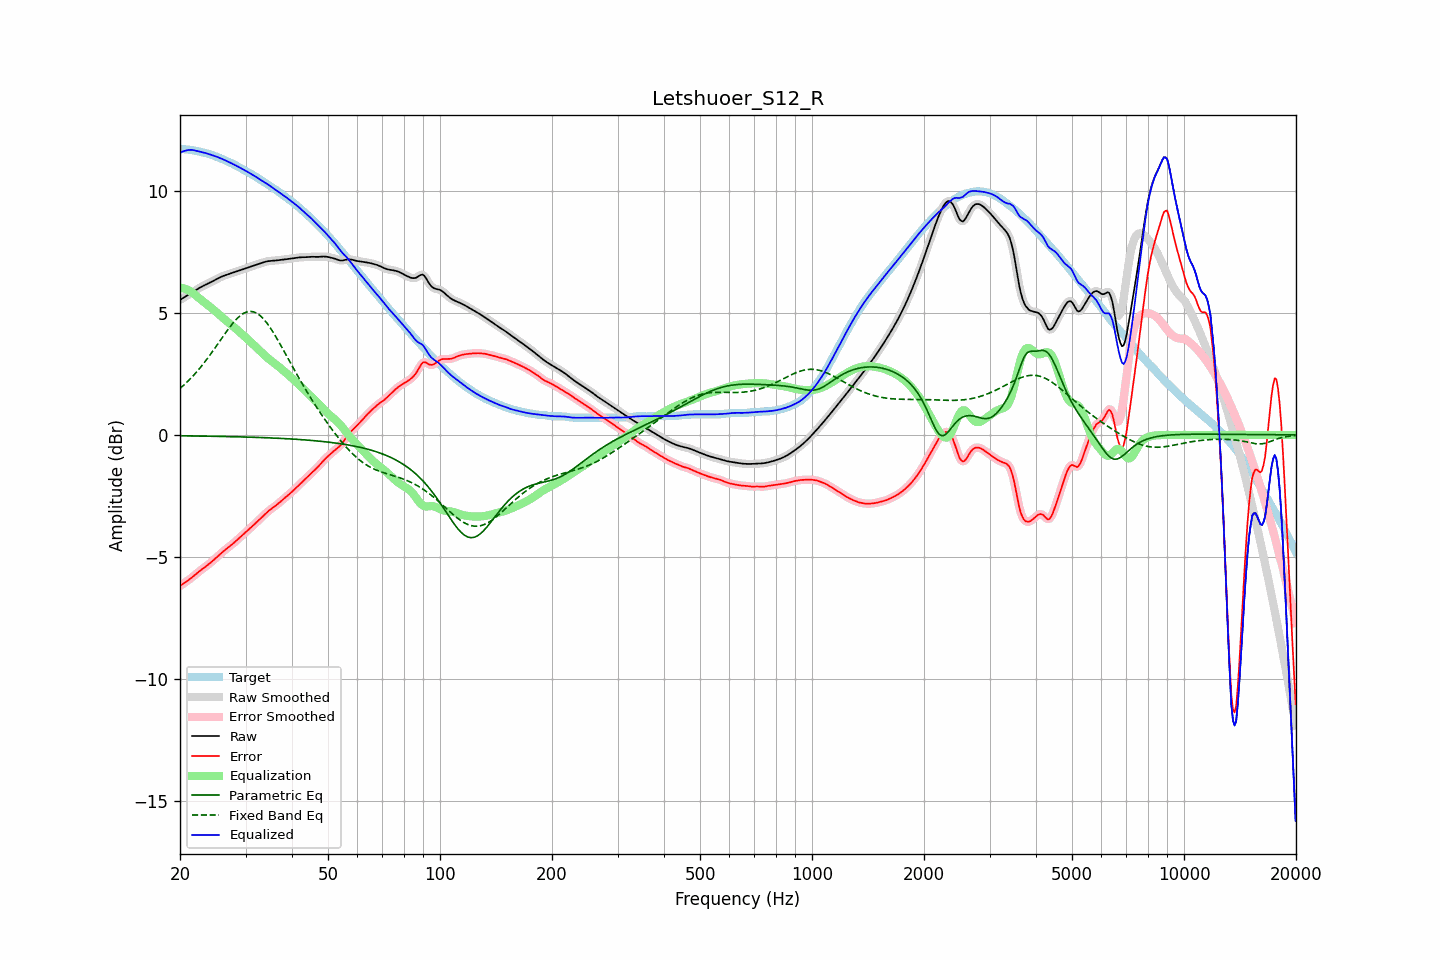 Letshuoer_S12_R
Amplitude (dBr)
10
5
0
−5
−10
−15
Target
Raw Smoothed
Error Smoothed
Raw
Error
Equalization
Parametric Eq
Fixed Band Eq
Equalized
20 50 100 200 500 1000 2000 5000 10000 20000
Frequency (Hz)